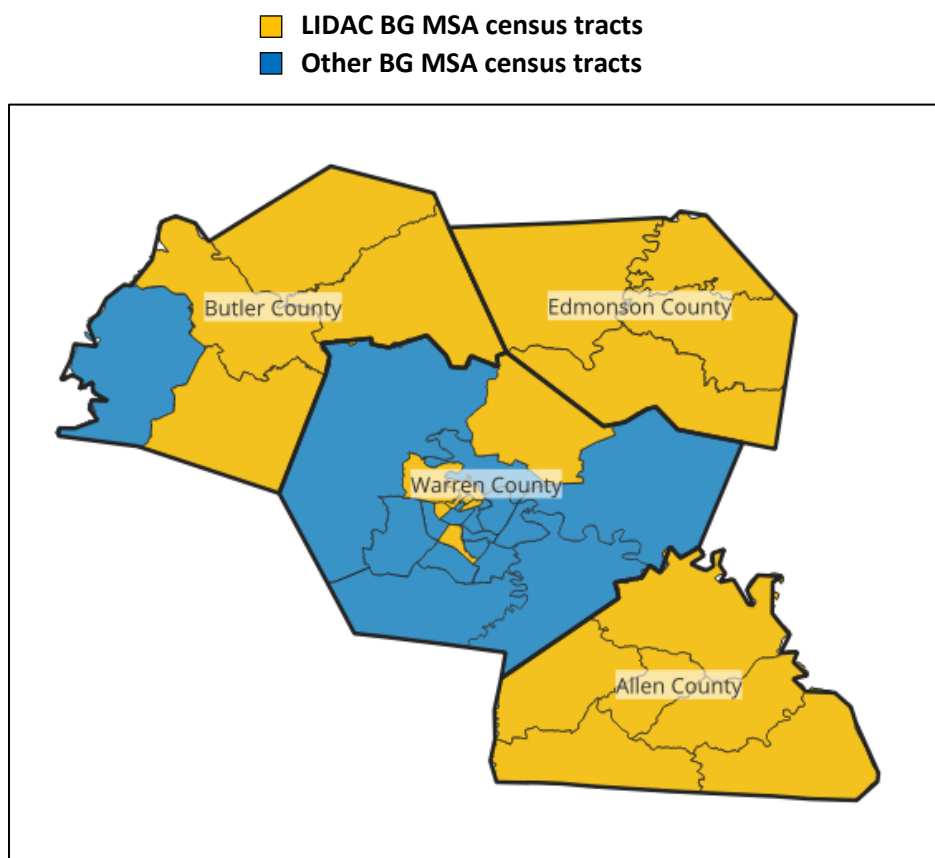 LIDAC BG MSA census tracts
Other BG MSA census tracts
Butler County
Edmonson County
Warren County
Allen County